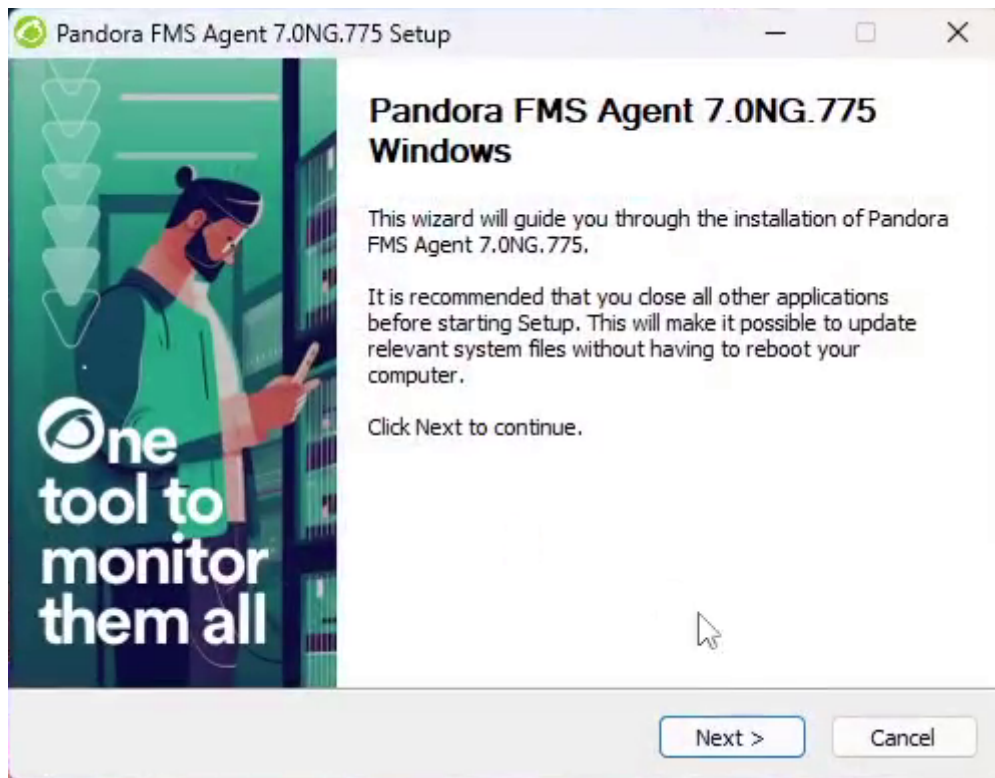 Pandora FMS Agent 7.0NG.775 Setup
Pandora FMS Agent 7.0NG.775
Windows
This wizard will guide you through the installation of Pandora
FMS Agent 7.0NG.775.
It is recommended that you close all other applications
before starting Setup. This will make it possible to update
relevant system files without having to reboot your
computer.
Click Next to continue.
One
tool to
monitor
them all
Next >
Cancel